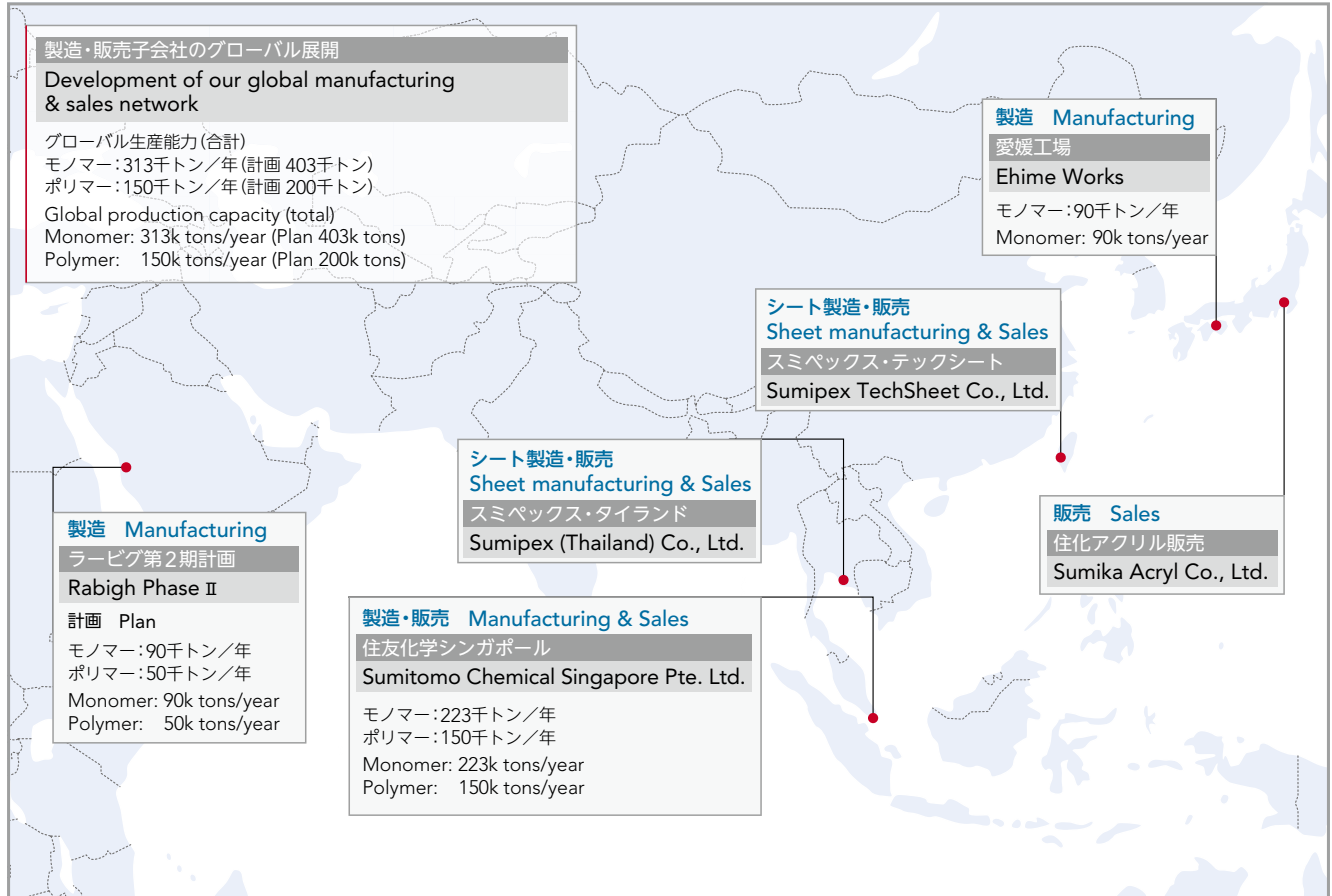 製造・販売子会社のグローバル展開
Development of our global manufacturing
& sales network
グローバル生産能力(合計)
モノマー:313千トン/年(計画 403千トン)
ポリマー:150千トン/年(計画 200千トン)
Global production capacity (total)
Monomer: 313k tons/year (Plan 403k tons)
Polymer: 150k tons/year (Plan 200k tons)
製造 Manufacturing
愛媛工場
Ehime Works
モノマー:90千トン/年
Monomer: 90k tons/year
シート製造・販売
Sheet manufacturing & Sales
スミペックス・テックシート
Sumipex TechSheet Co., Ltd.
シート製造・販売
Sheet manufacturing & Sales
スミペックス・タイランド
Sumipex (Thailand) Co., Ltd.
販売 Sales
住化アクリル販売
Sumika Acryl Co., Ltd.
製造 Manufacturing
ラービグ第2期計画
Rabigh Phase Ⅱ
計画 Plan
モノマー:90千トン/年
ポリマー:50千トン/年
Monomer: 90k tons/year
Polymer: 50k tons/year
製造・販売 Manufacturing & Sales
住友化学シンガポール
Sumitomo Chemical Singapore Pte. Ltd.
モノマー:223千トン/年
ポリマー:150千トン/年
Monomer: 223k tons/year
Polymer: 150k tons/year